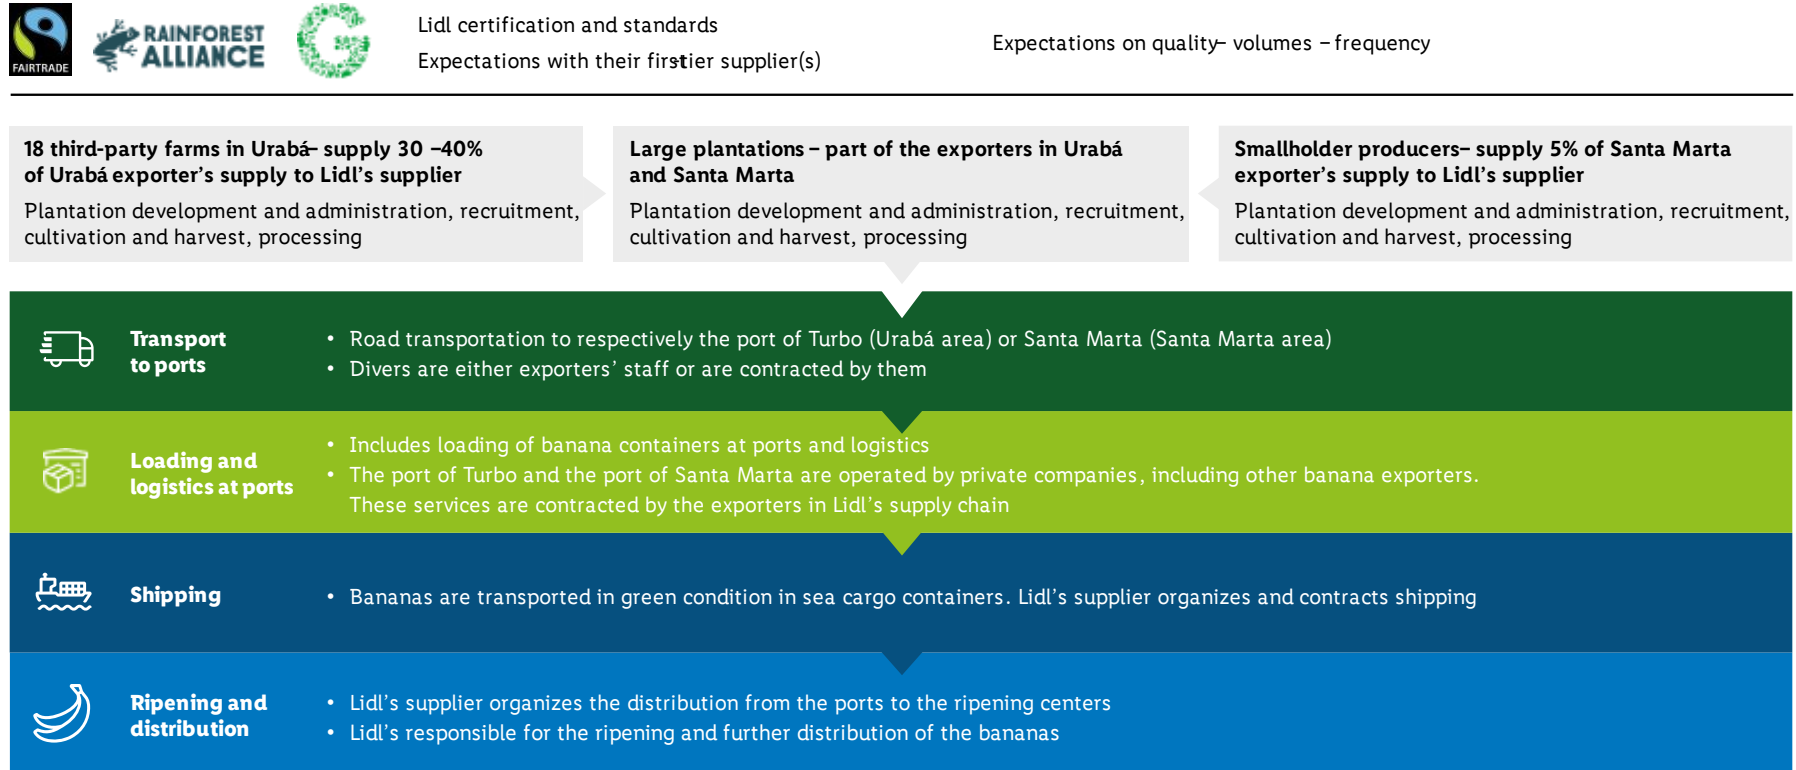 FAIRTRADE
RAINFOREST
ALLIANCE
Lidl certification and standards
Expectations with their first-tier supplier(s)
Expectations on quality– volumes – frequency
18 third-party farms in Urabá– supply 30 –40%
of Urabá exporter's supply to Lidl's supplier
Plantation development and administration, recruitment,
cultivation and harvest, processing
Large plantations – part of the exporters in Urabá
and Santa Marta
Plantation development and administration, recruitment,
cultivation and harvest, processing
Smallholder producers– supply 5% of Santa Marta
exporter's supply to Lidl's supplier
Plantation development and administration, recruitment,
cultivation and harvest, processing
Transport
to ports
• Road transportation to respectively the port of Turbo (Urabá area) or Santa Marta (Santa Marta area)
• Divers are either exporters' staff or are contracted by them
Loading and
logistics at ports
• Includes loading of banana containers at ports and logistics
• The port of Turbo and the port of Santa Marta are operated by private companies, including other banana exporters.
These services are contracted by the exporters in Lidl's supply chain
Shipping
• Bananas are transported in green condition in sea cargo containers. Lidl's supplier organizes and contracts shipping
Ripening and
distribution
• Lidl's supplier organizes the distribution from the ports to the ripening centers
• Lidl's responsible for the ripening and further distribution of the bananas